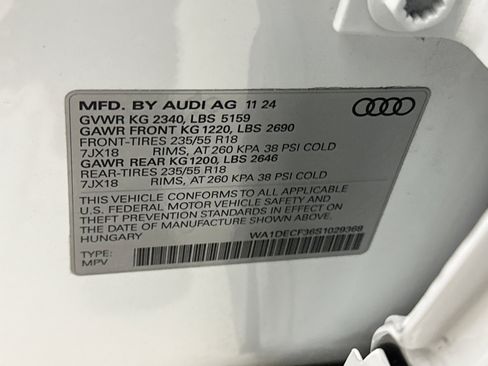 MFD. BY AUDI AG 11 24
GVWR KG 2340, LBS 5159
GAWR FRONT KG 1220, LBS 2690
FRONT-TIRES 235/55 R18
7JX18 RIMS, AT 260 KPA 38 PSI COLD
GAWR REAR KG1200, LBS 2646
REAR-TIRES 235/55 R18
7JX18 RIMS, AT 260 KPA 38 PSI COLD
THIS VEHICLE CONFORMS TO ALL APPLICABLE
U.S. FEDERAL MOTOR VEHICLE SAFETY AND
THEFT PREVENTION STANDARDS IN EFFECT ON
THE DATE OF MANUFACTURE SHOWN ABOVE.
HUNGARY WA1DECF36S1029369
TYPE:
MPV